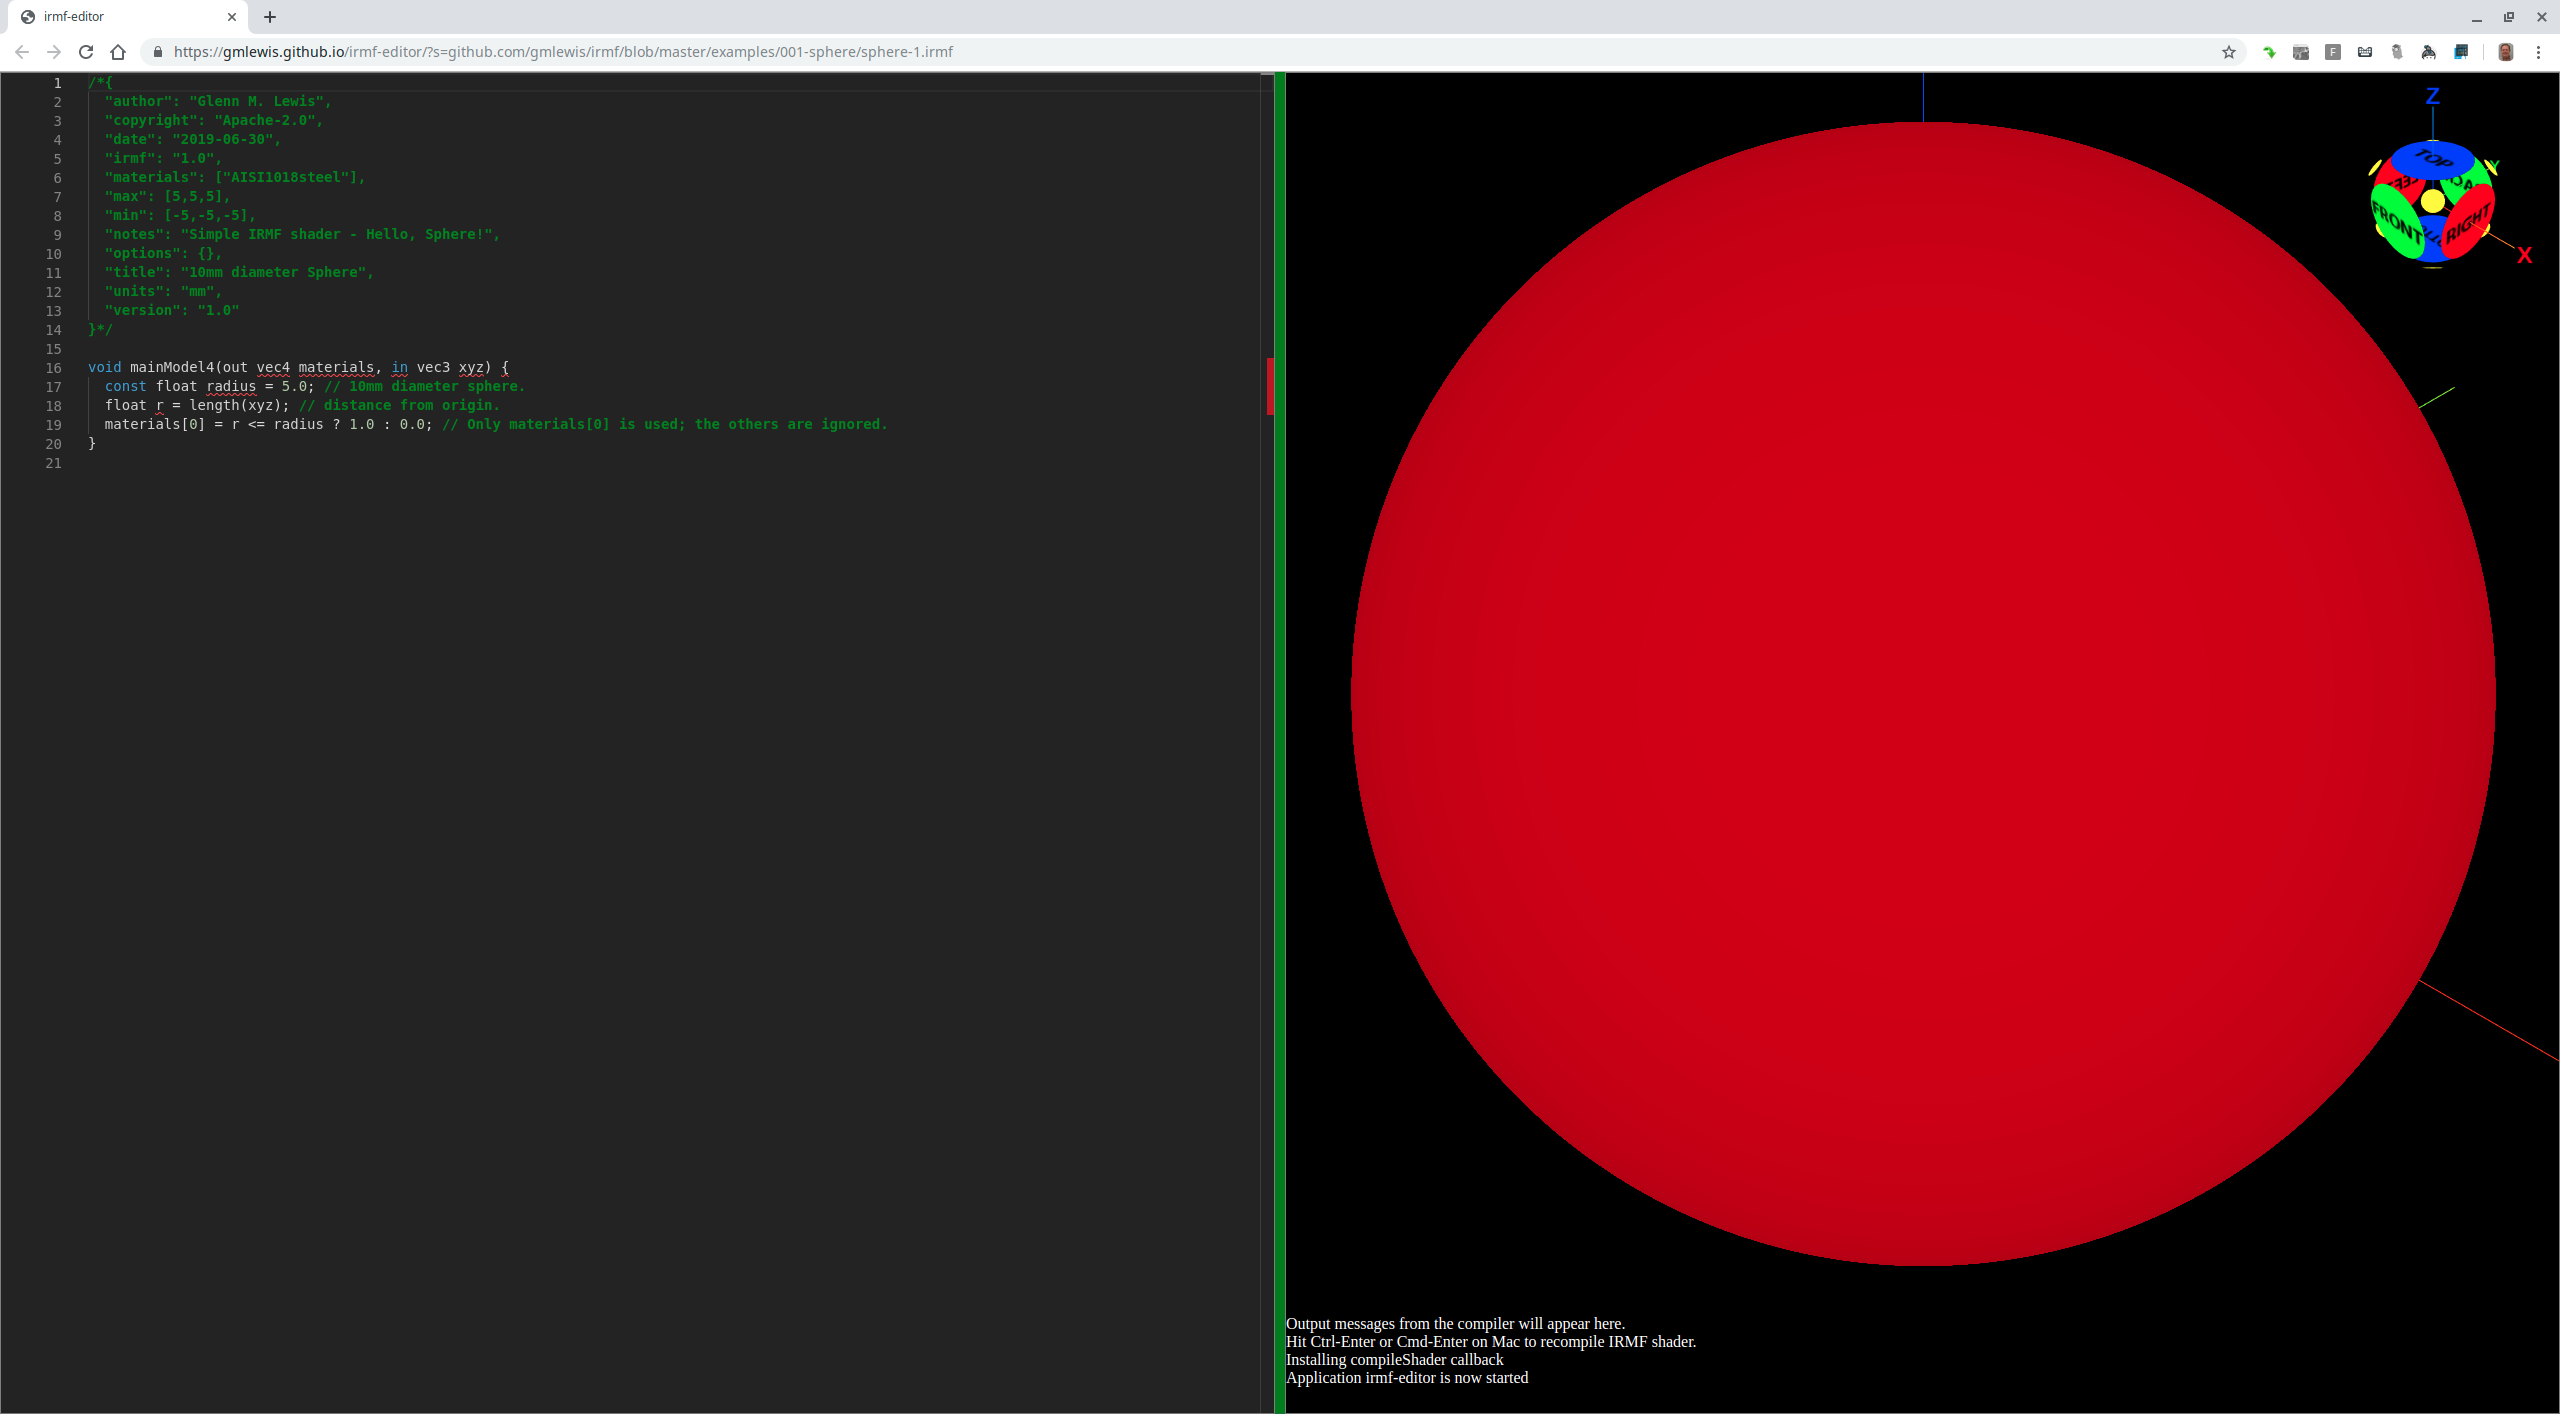 irmf-editor
https://gmlewis.github.io/irmf-editor/?s=github.com/gmlewis/irmf/blob/master/examples/001-sphere/sphere-1.irmf
F
1 /*{
2   "author": "Glenn M. Lewis",
3   "copyright": "Apache-2.0",
4   "date": "2019-06-30",
5   "irmf": "1.0",
6   "materials": ["AISI1018steel"],
7   "max": [5,5,5],
8   "min": [-5,-5,-5],
9   "notes": "Simple IRMF shader - Hello, Sphere!",
10   "options": {},
11   "title": "10mm diameter Sphere",
12   "units": "mm",
13   "version": "1.0"
14 }*/
15
16 void mainModel4(out vec4 materials, in vec3 xyz) {
17   const float radius = 5.0; // 10mm diameter sphere.
18   float r = length(xyz); // distance from origin.
19   materials[0] = r <= radius ? 1.0 : 0.0; // Only materials[0] is used; the others are ignored.
20 }
21
Z
TOP
Y
FRONT
RIGHT
X
Output messages from the compiler will appear here.
Hit Ctrl-Enter or Cmd-Enter on Mac to recompile IRMF shader.
Installing compileShader callback
Application irmf-editor is now started